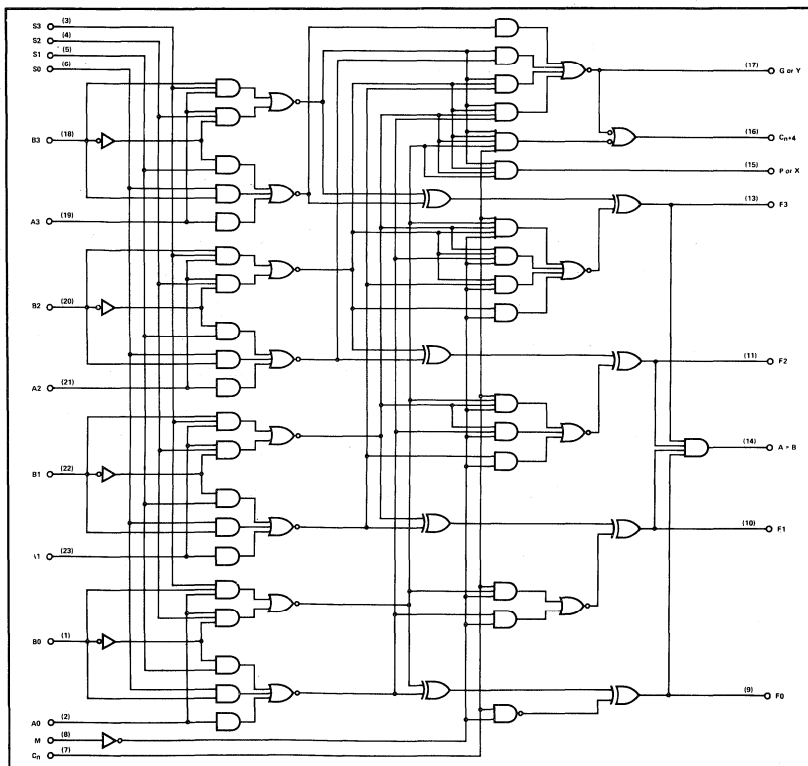 S3 (3)
S2 (4)
S1 (5)
S0 (6)
(17) G or Y
B3 (18)
(16) Cn+4
(15) P or X
A3 (19)
(13) F3
B2 (20)
(11) F2
A2 (21)
(14) A = B
B1 (22)
(10) F1
\1 (23)
B0 (1)
(9) F0
A0 (2)
M (8)
Cn (7)